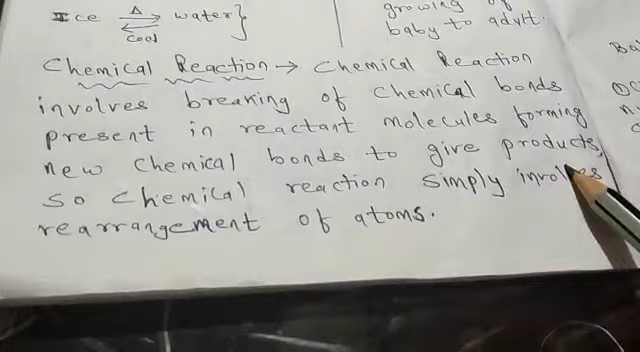 Ice ⇌ water}
Δ
cool
growing of
baby to advlt.
Chemical Reaction → Chemical Reaction
involves breaking of chemical bonds
present in reactant molecules forming
new chemical bonds to give products,
so chemical reaction simply involves
rearrangement of atoms.